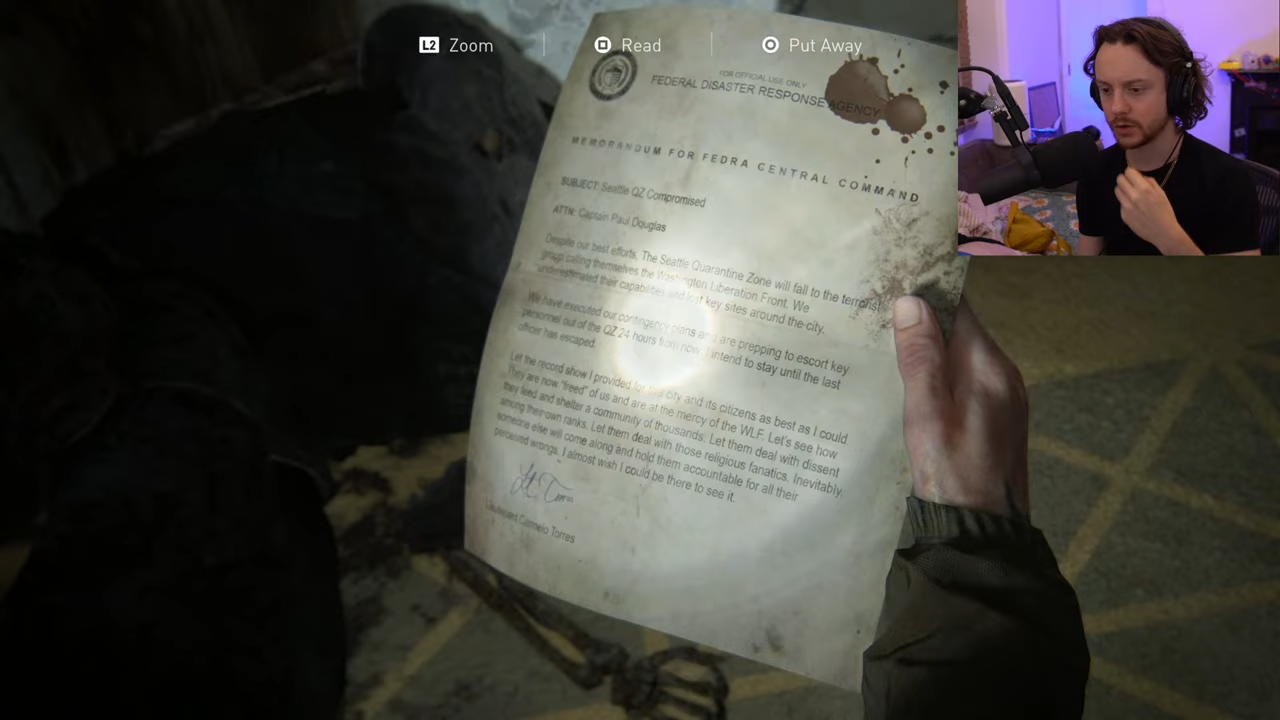 L2 Zoom
Read
Put Away
FOR OFFICIAL USE ONLY
FEDERAL DISASTER RESPONSE AGENCY
MEMORANDUM FOR FEDRA CENTRAL COMMAND
SUBJECT: Seattle QZ Compromised
ATTN: Captain Paul Douglas
Despite our best efforts, The Seattle Quarantine Zone will fall to the terrorist
group calling themselves the Washington Liberation Front. We
underestimated their capabilities and lost key sites around the city.
We have executed our contingency plans and are prepping to escort key
personnel out of the QZ 24 hours from now. I intend to stay until the last
officer has escaped.
Let the record show I provided for this city and its citizens as best as I could
They are now "freed" of us and are at the mercy of the WLF. Let's see how
they feed and shelter a community of thousands. Let them deal with dissent
among their own ranks. Let them deal with those religious fanatics. Inevitably,
someone else will come along and hold them accountable for all their
perceived wrongs. I almost wish I could be there to see it.
Lieutenant Carmelo Torres